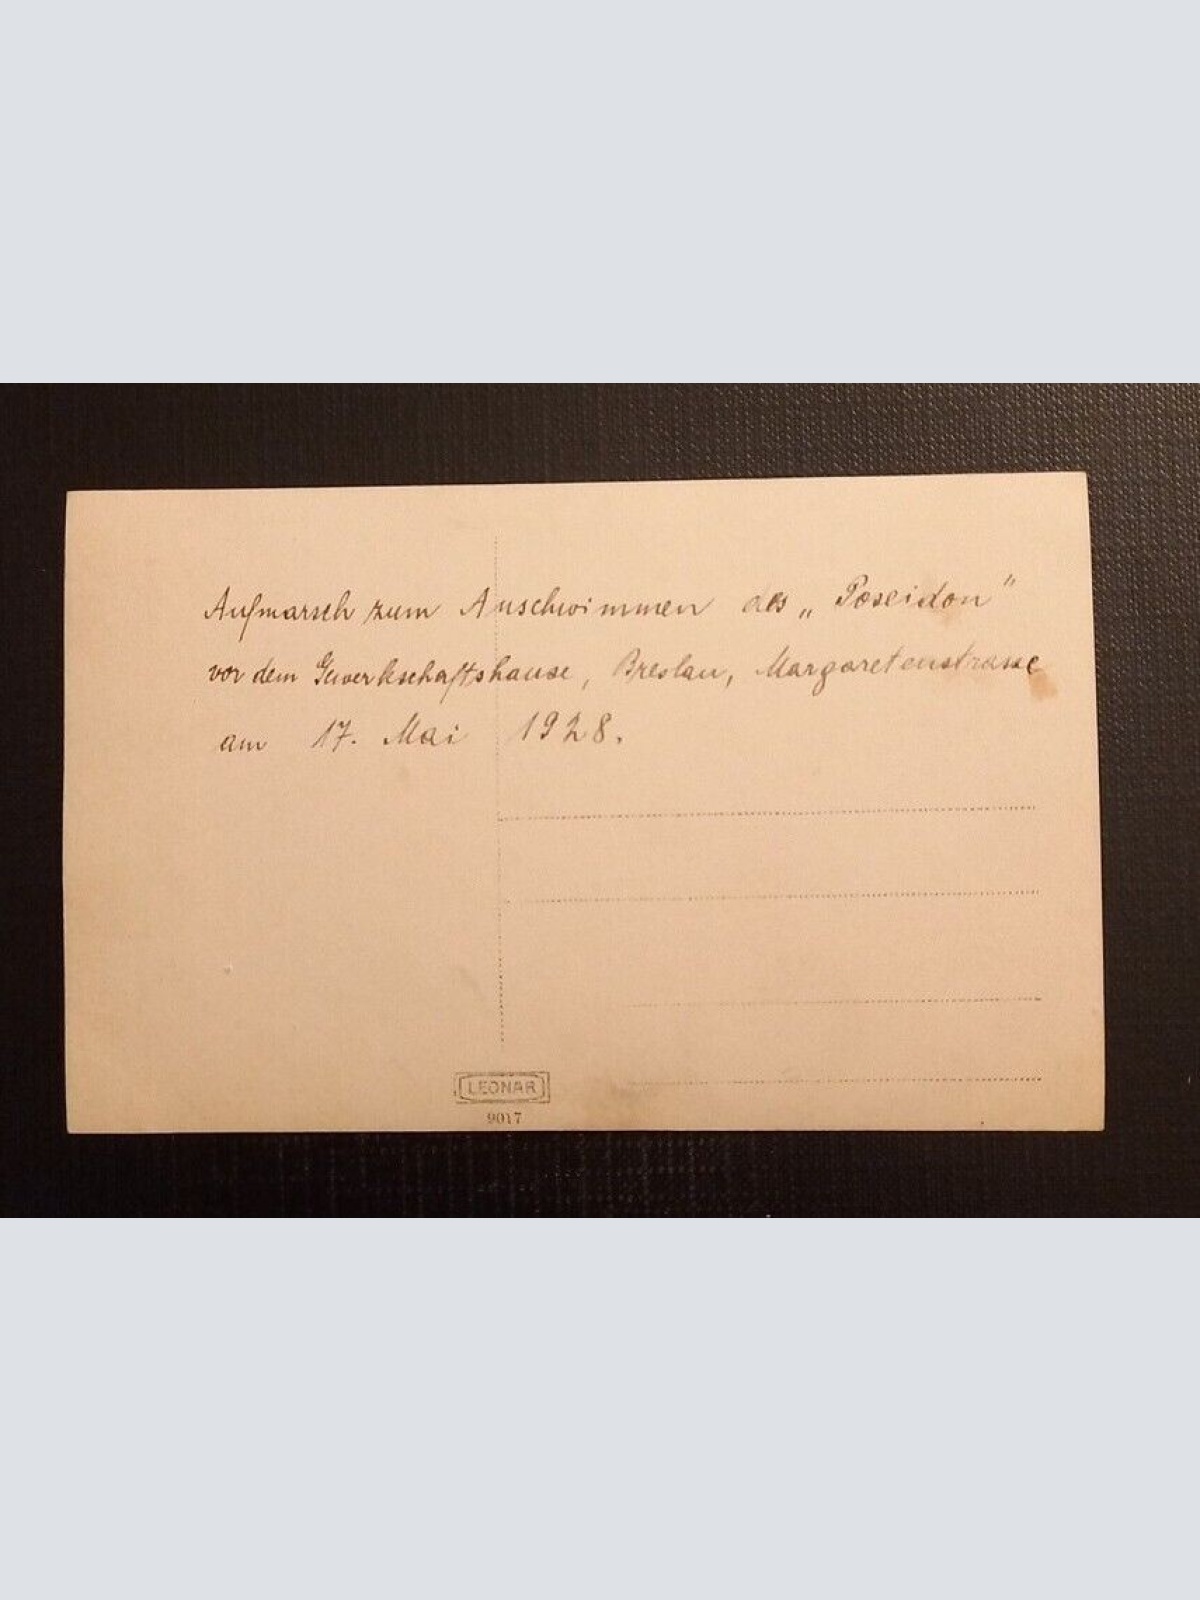 Aufmarsch zum Anschwimmen des „Poseidon"
vor dem Gewerkschaftshause, Breslau, Margaretenstrasse
am 17. Mai 1928.
LEONAR
9017